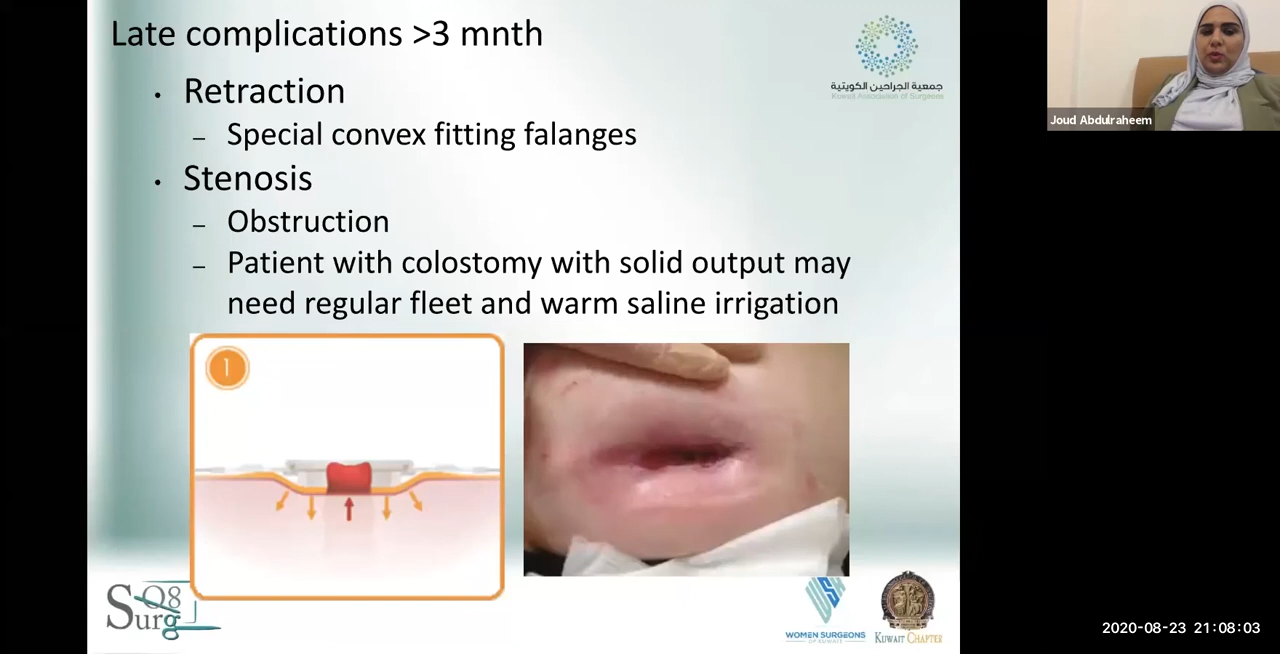 Late complications >3 mnth
جمعية الجراحين الكويتية
Kuwait Association of Surgeons
• Retraction
– Special convex fitting falanges
• Stenosis
– Obstruction
– Patient with colostomy with solid output may
need regular fleet and warm saline irrigation
1
Q8
Surg
WOMEN SURGEONS
OF KUWAIT
KUWAIT CHAPTER
Joud Abdulraheem
2020-08-23 21:08:03